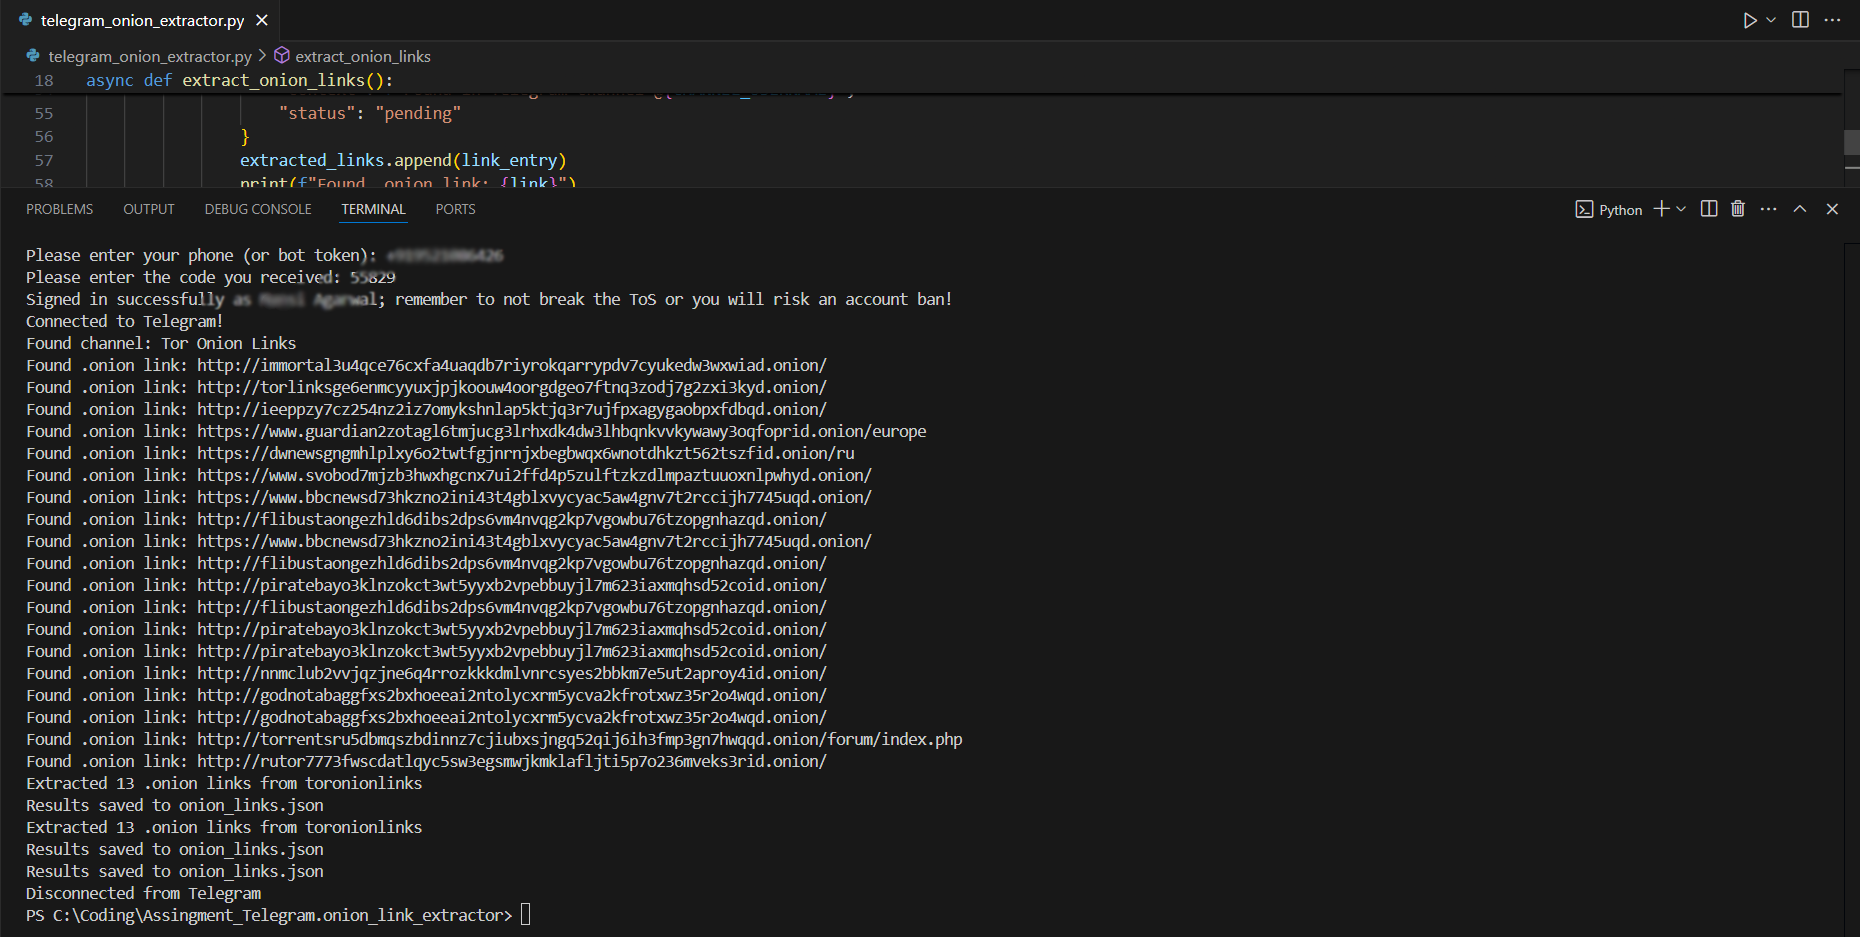 telegram_onion_extractor.py
telegram_onion_extractor.py > extract_onion_links
18 async def extract_onion_links():
55 "status": "pending"
56 }
57 extracted_links.append(link_entry)
58 print(f"Found .onion link: {link}")
PROBLEMS OUTPUT DEBUG CONSOLE TERMINAL PORTS Python
Please enter your phone (or bot token):
Please enter the code you received: 55829
Signed in successfully as ; remember to not break the ToS or you will risk an account ban!
Connected to Telegram!
Found channel: Tor Onion Links
Found .onion link: http://immortal3u4qce76cxfa4uaqdb7riyrokqarrypdv7cyukedw3wxwiad.onion/
Found .onion link: http://torlinksge6enmcyyuxjpjkoouw4oorgdgeo7ftnq3zodj7g2zxi3kyd.onion/
Found .onion link: http://ieeppzy7cz254nz2iz7omykshnlap5ktjq3r7ujfpxagygaobpxfdbqd.onion/
Found .onion link: https://www.guardian2zotagl6tmjucg3lrhxdk4dw3lhbqnkvvkywawy3oqfoprid.onion/europe
Found .onion link: https://dwnewsgngmhlplxy6o2twtfgjnrnjxbegbwqx6wnotdhkzt562tszfid.onion/ru
Found .onion link: https://www.svobod7mjzb3hwxhgcnx7ui2ffd4p5zulftzkzdlmpaztuuoxnlpwhyd.onion/
Found .onion link: https://www.bbcnewsd73hkzno2ini43t4gblxvycyac5aw4gnv7t2rccijh7745uqd.onion/
Found .onion link: http://flibustaongezhld6dibs2dps6vm4nvqg2kp7vgowbu76tzopgnhazqd.onion/
Found .onion link: https://www.bbcnewsd73hkzno2ini43t4gblxvycyac5aw4gnv7t2rccijh7745uqd.onion/
Found .onion link: http://flibustaongezhld6dibs2dps6vm4nvqg2kp7vgowbu76tzopgnhazqd.onion/
Found .onion link: http://piratebayo3klnzokct3wt5yyxb2vpebbuyjl7m623iaxmqhsd52coid.onion/
Found .onion link: http://flibustaongezhld6dibs2dps6vm4nvqg2kp7vgowbu76tzopgnhazqd.onion/
Found .onion link: http://piratebayo3klnzokct3wt5yyxb2vpebbuyjl7m623iaxmqhsd52coid.onion/
Found .onion link: http://piratebayo3klnzokct3wt5yyxb2vpebbuyjl7m623iaxmqhsd52coid.onion/
Found .onion link: http://nnmclub2vvjqzjne6q4rrozkkkdmlvnrcsyes2bbkm7e5ut2aproy4id.onion/
Found .onion link: http://godnotabaggfxs2bxhoeeai2ntolycxrm5ycva2kfrotxwz35r2o4wqd.onion/
Found .onion link: http://godnotabaggfxs2bxhoeeai2ntolycxrm5ycva2kfrotxwz35r2o4wqd.onion/
Found .onion link: http://torrentsru5dbmqszbdinnz7cjiubxsjngq52qij6ih3fmp3gn7hwqqd.onion/forum/index.php
Found .onion link: http://rutor7773fwscdatlqyc5sw3egsmwjkmklafljti5p7o236mveks3rid.onion/
Extracted 13 .onion links from toronionlinks
Results saved to onion_links.json
Extracted 13 .onion links from toronionlinks
Results saved to onion_links.json
Results saved to onion_links.json
Disconnected from Telegram
PS C:\Coding\Assingment_Telegram.onion_link_extractor>